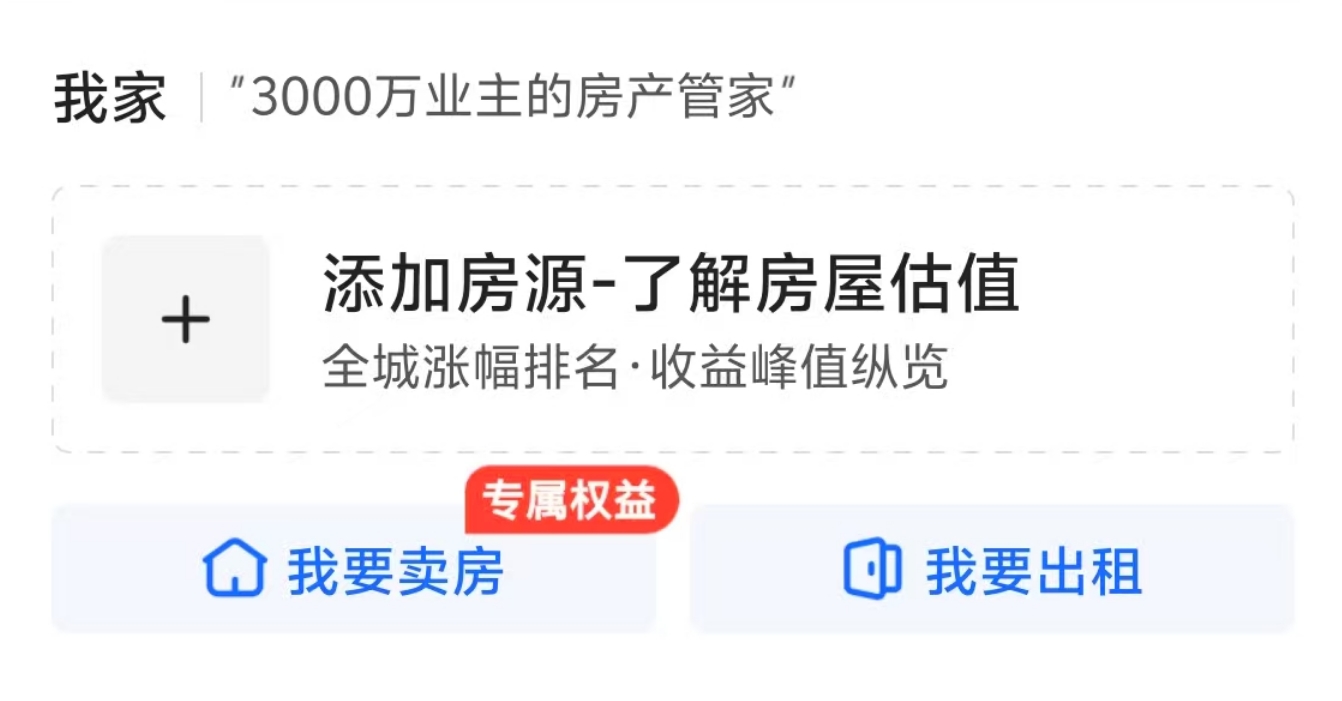 我家 "3000万业主的房产管家"
添加房源-了解房屋估值
全城涨幅排名·收益峰值纵览
专属权益
我要卖房 我要出租